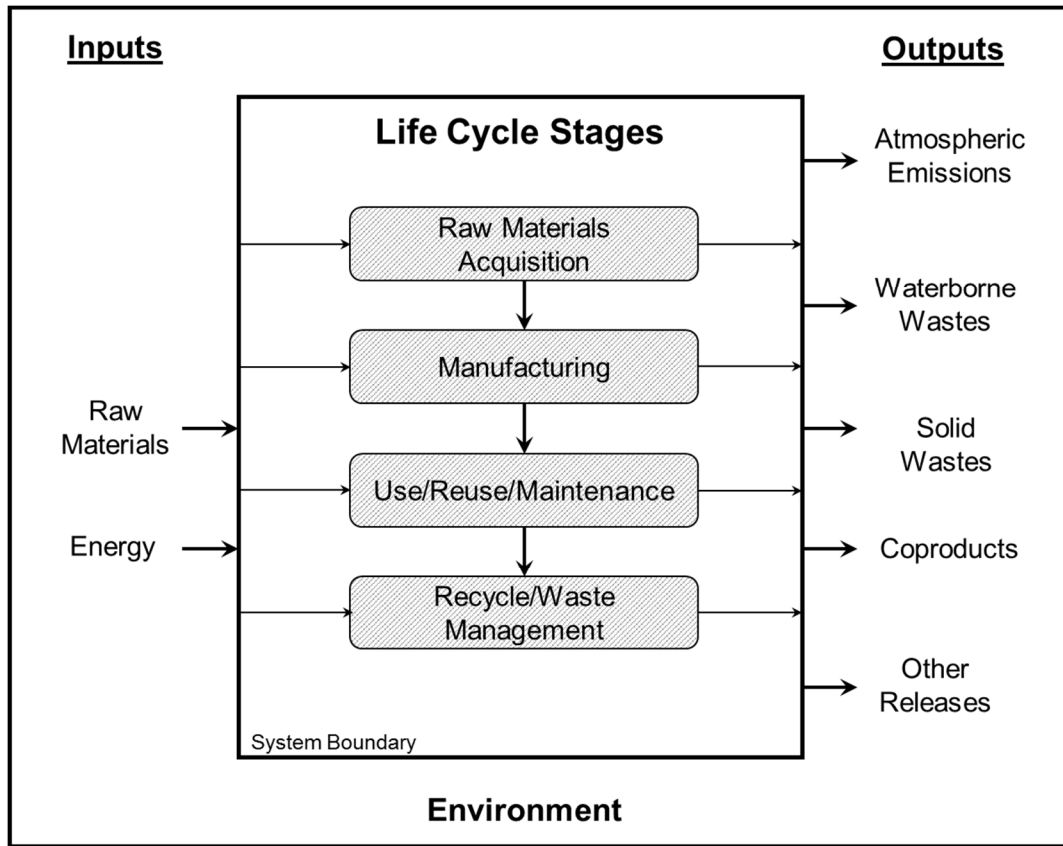 Inputs
Outputs
Life Cycle Stages
Atmospheric
Emissions
Raw Materials
Acquisition
Waterborne
Wastes
Manufacturing
Raw
Materials
Solid
Wastes
Use/Reuse/Maintenance
Energy
Coproducts
Recycle/Waste
Management
Other
Releases
System Boundary
Environment